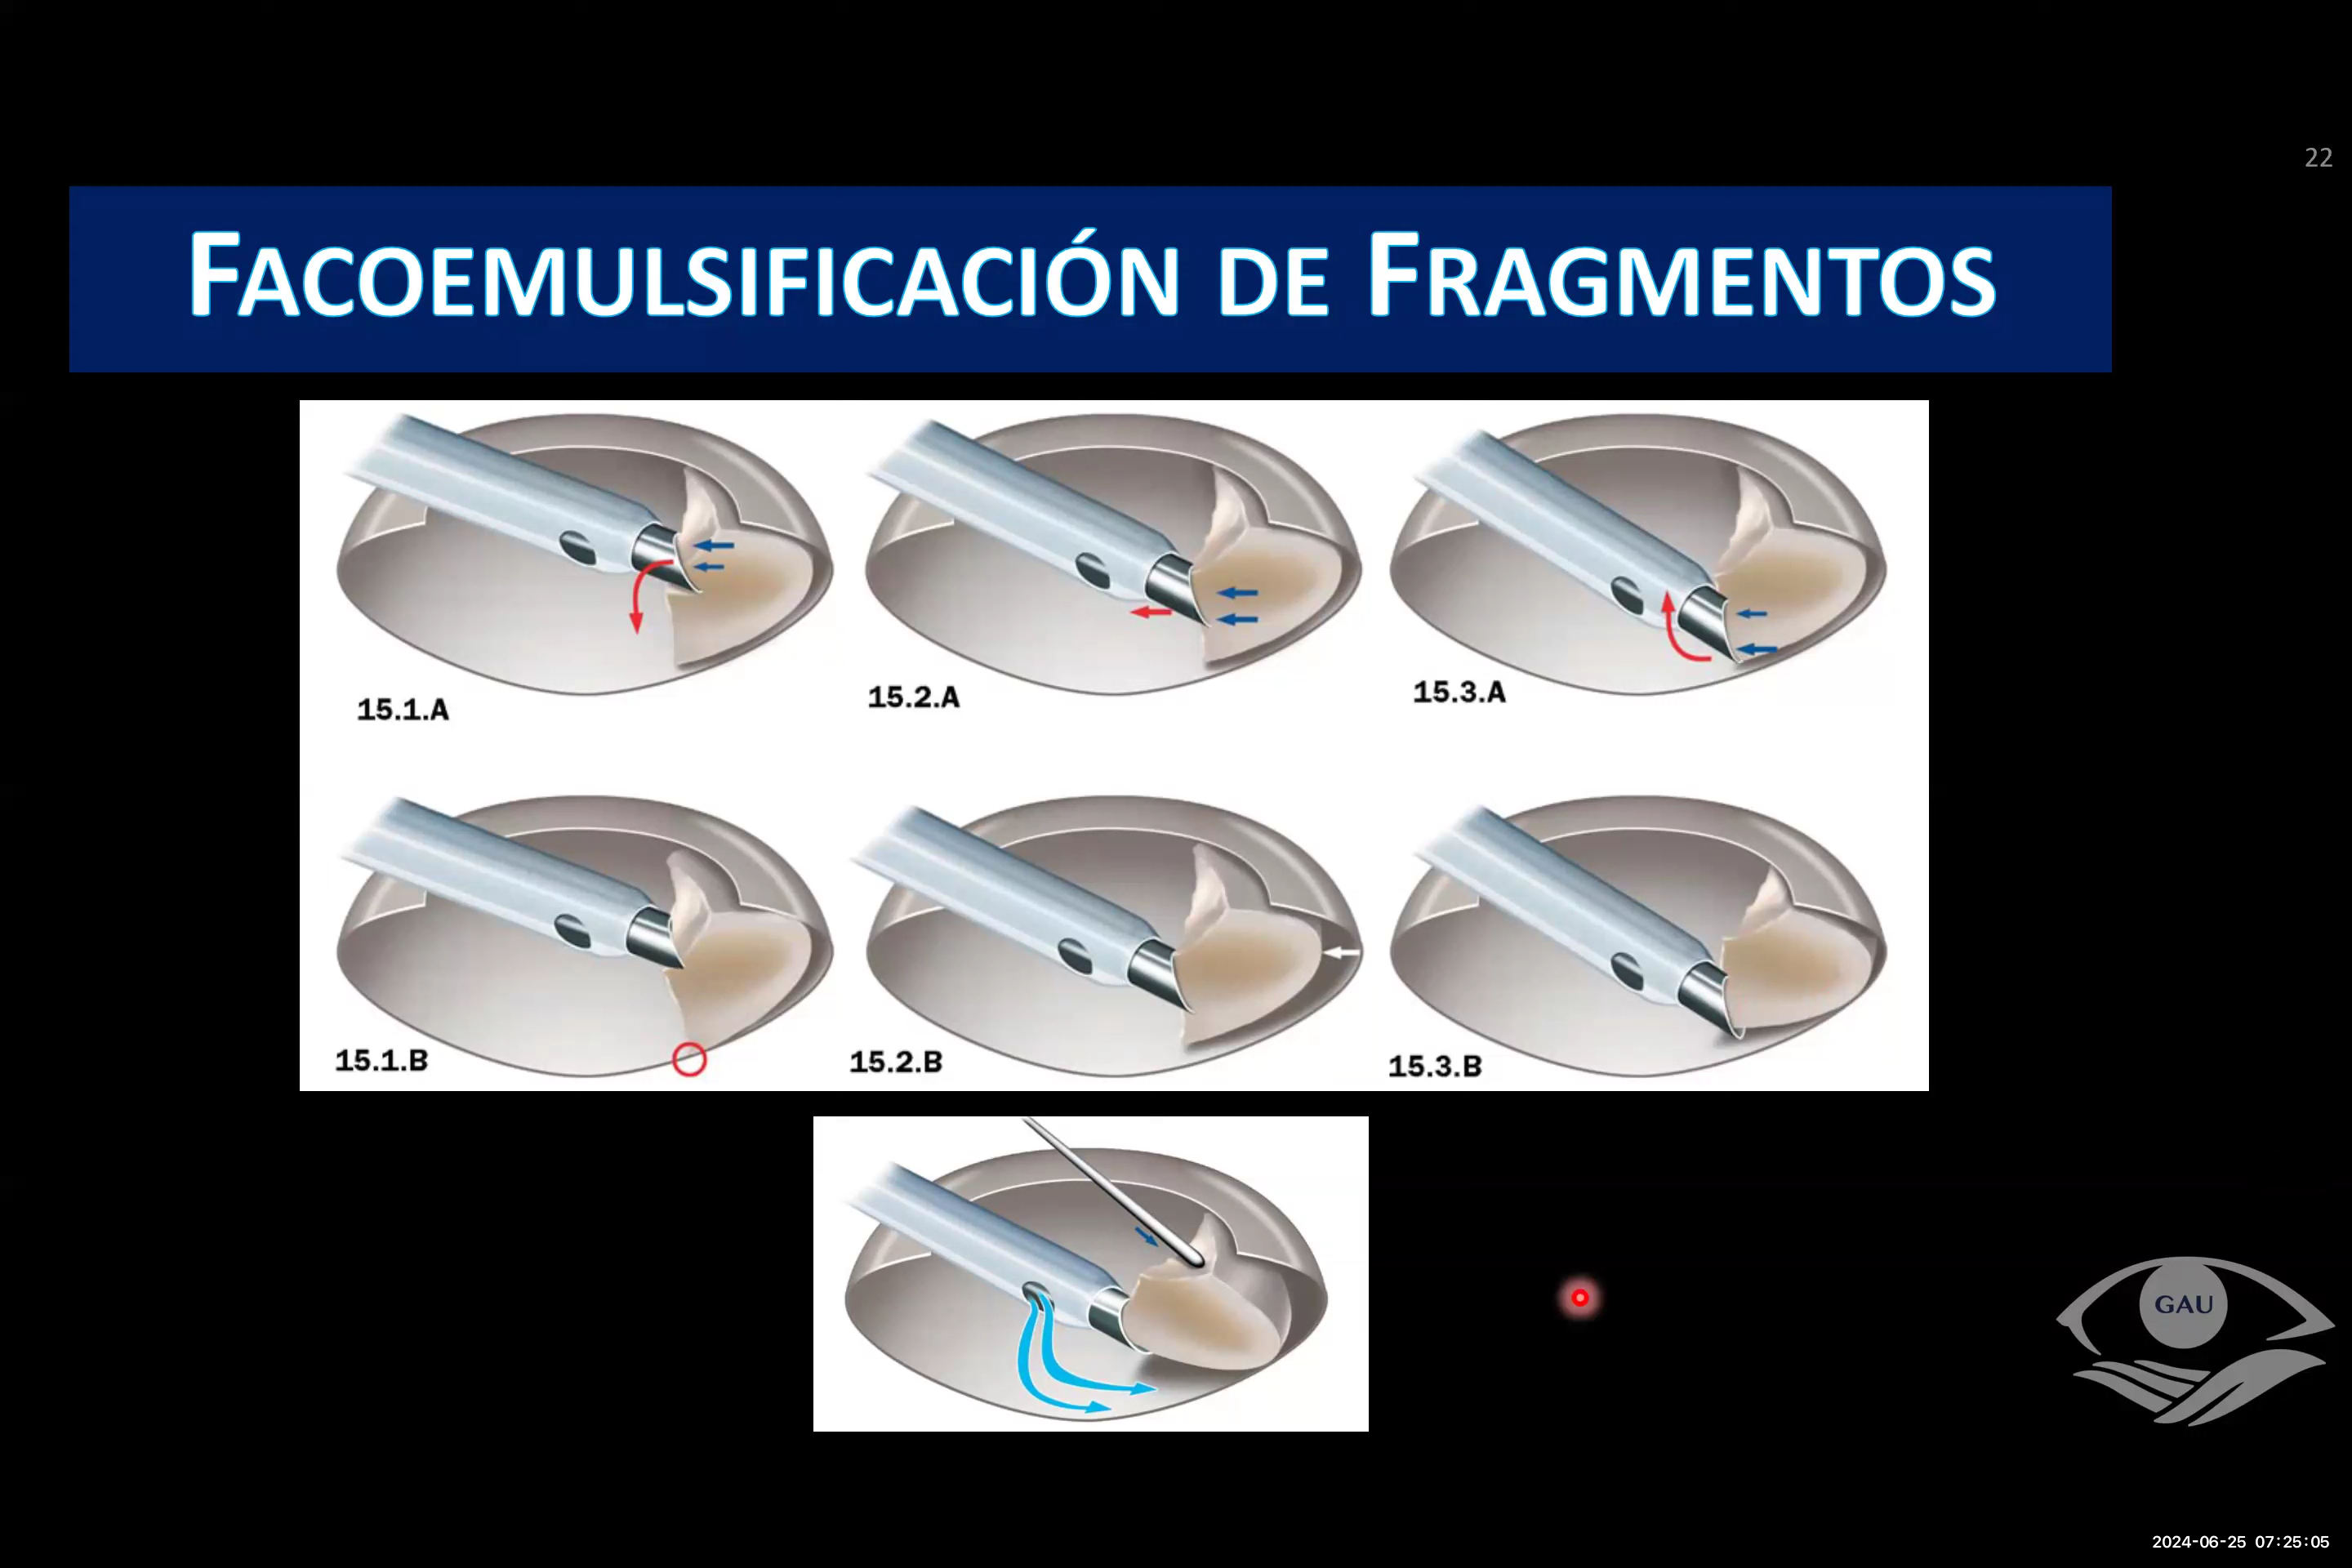 22
FACOEMULSIFICACIÓN DE FRAGMENTOS
15.1.A
15.2.A
15.3.A
15.1.B
15.2.B
15.3.B
GAU
2024-06-25 07:25:05